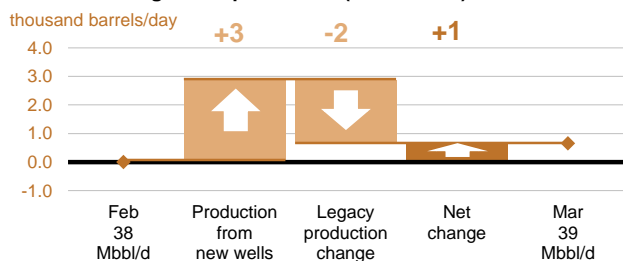 thousand barrels/day
+3 -2 +1
4.0
3.0
2.0
1.0
0.0
-1.0
Feb
38
Mbbl/d
Production
from
new wells
Legacy
production
change
Net
change
Mar
39
Mbbl/d